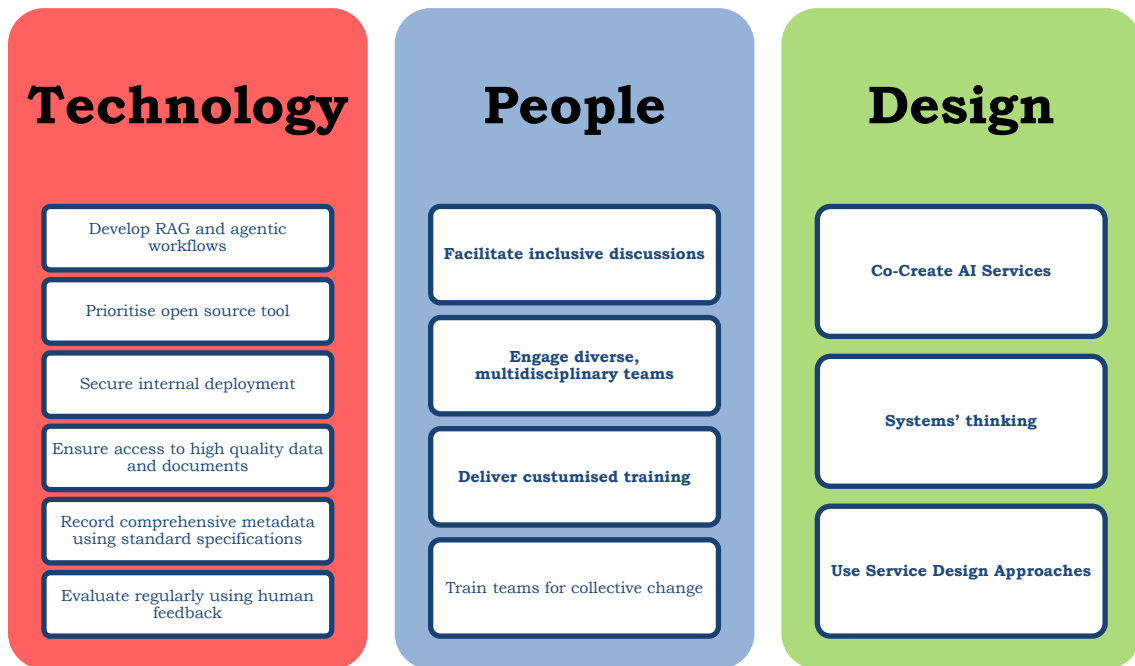 Technology
Develop RAG and agentic
workflows
Prioritise open source tool
Secure internal deployment
Ensure access to high quality data
and documents
Record comprehensive metadata
using standard specifications
Evaluate regularly using human
feedback
People
Facilitate inclusive discussions
Engage diverse,
multidisciplinary teams
Deliver custumised training
Train teams for collective change
Design
Co-Create AI Services
Systems’ thinking
Use Service Design Approaches